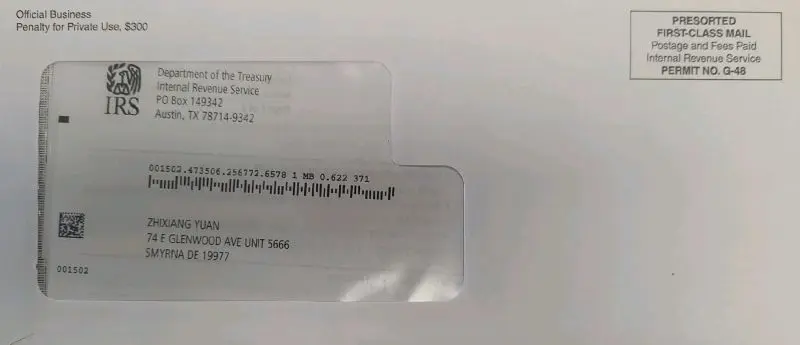 Official Business
Penalty for Private Use, $300
PRESORTED
FIRST-CLASS MAIL
Postage and Fees Paid
Internal Revenue Service
PERMIT NO. G-48
IRS
Department of the Treasury
Internal Revenue Service
PO Box 149342
Austin, TX 78714-9342
001502.473506.256772.6578 1 MB 0.622 371
ZHIXIANG YUAN
74 E GLENWOOD AVE UNIT 5666
SMYRNA DE 19977
001502